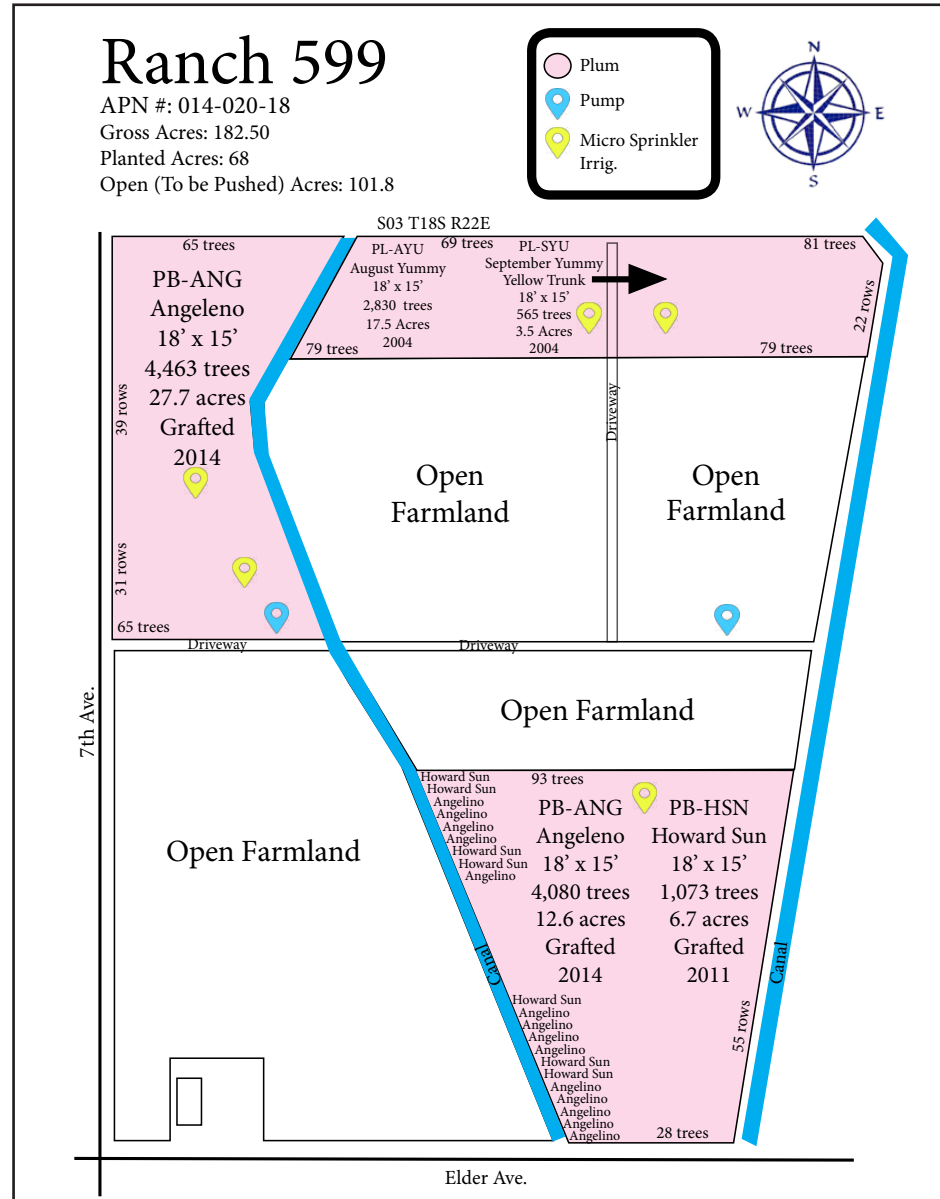 Ranch 599
APN #: 014-020-18
Gross Acres: 182.50
Planted Acres: 68
Open (To be Pushed) Acres: 101.8
Plum
Pump
Micro Sprinkler
Irrig.
N
W
E
S
S03 T18S R22E
65 trees
PB-ANG
Angeleno
18' x 15'
4,463 trees
27.7 acres
Grafted
2014
39 rows
31 rows
65 trees
PL-AYU
August Yummy
18' x 15'
2,830 trees
17.5 Acres
2004
69 trees
79 trees
PL-SYU
September Yummy
Yellow Trunk
18' x 15'
565 trees
3.5 Acres
2004
81 trees
22 rows
79 trees
Driveway
Open
Farmland
Open
Farmland
Driveway
Driveway
7th Ave.
Open Farmland
Open Farmland
93 trees
Howard Sun
Howard Sun
Angelino
Angelino
Angelino
Angelino
Howard Sun
Howard Sun
Angelino
PB-ANG
Angeleno
18' x 15'
4,080 trees
12.6 acres
Grafted
2014
PB-HSN
Howard Sun
18' x 15'
1,073 trees
6.7 acres
Grafted
2011
Canal
Canal
55 rows
Howard Sun
Angelino
Angelino
Angelino
Angelino
Howard Sun
Howard Sun
Angelino
Angelino
Angelino
Angelino
Angelino
28 trees
Elder Ave.